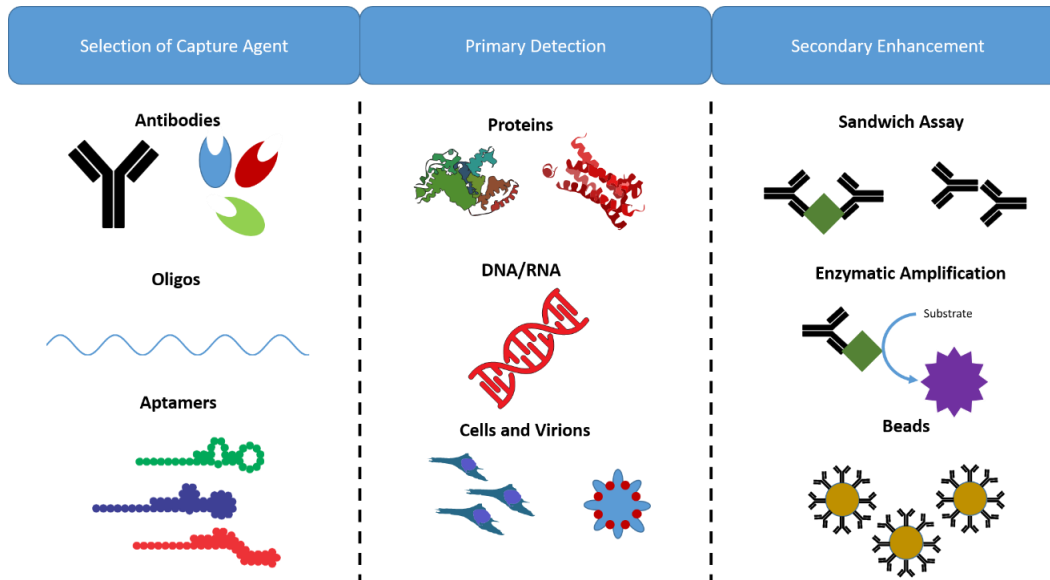 Selection of Capture Agent
Primary Detection
Secondary Enhancement
Antibodies
Oligos
Aptamers
Proteins
DNA/RNA
Cells and Virions
Sandwich Assay
Enzymatic Amplification
Substrate
Beads